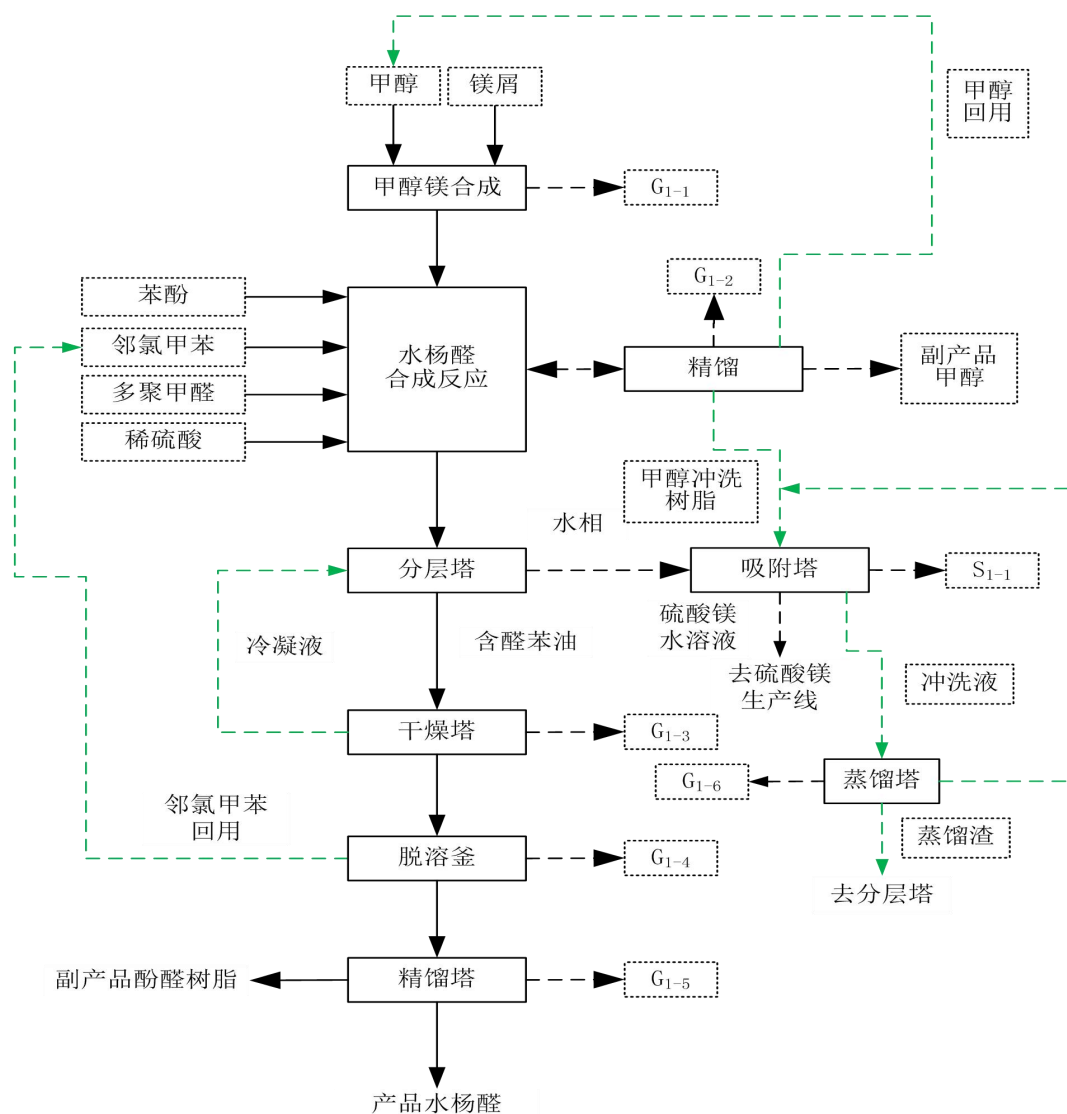 甲醇
镁屑
甲醇
回用
甲醇镁合成
G1-1
苯酚
邻氯甲苯
多聚甲醛
稀硫酸
水杨醛
合成反应
G1-2
精馏
副产品
甲醇
甲醇冲洗
树脂
水相
分层塔
吸附塔
S1-1
冷凝液
含醛苯油
硫酸镁
水溶液
去硫酸镁
生产线
冲洗液
干燥塔
G1-3
G1-6
蒸馏塔
邻氯甲苯
回用
蒸馏渣
脱溶釜
G1-4
去分层塔
副产品酚醛树脂
精馏塔
G1-5
产品水杨醛